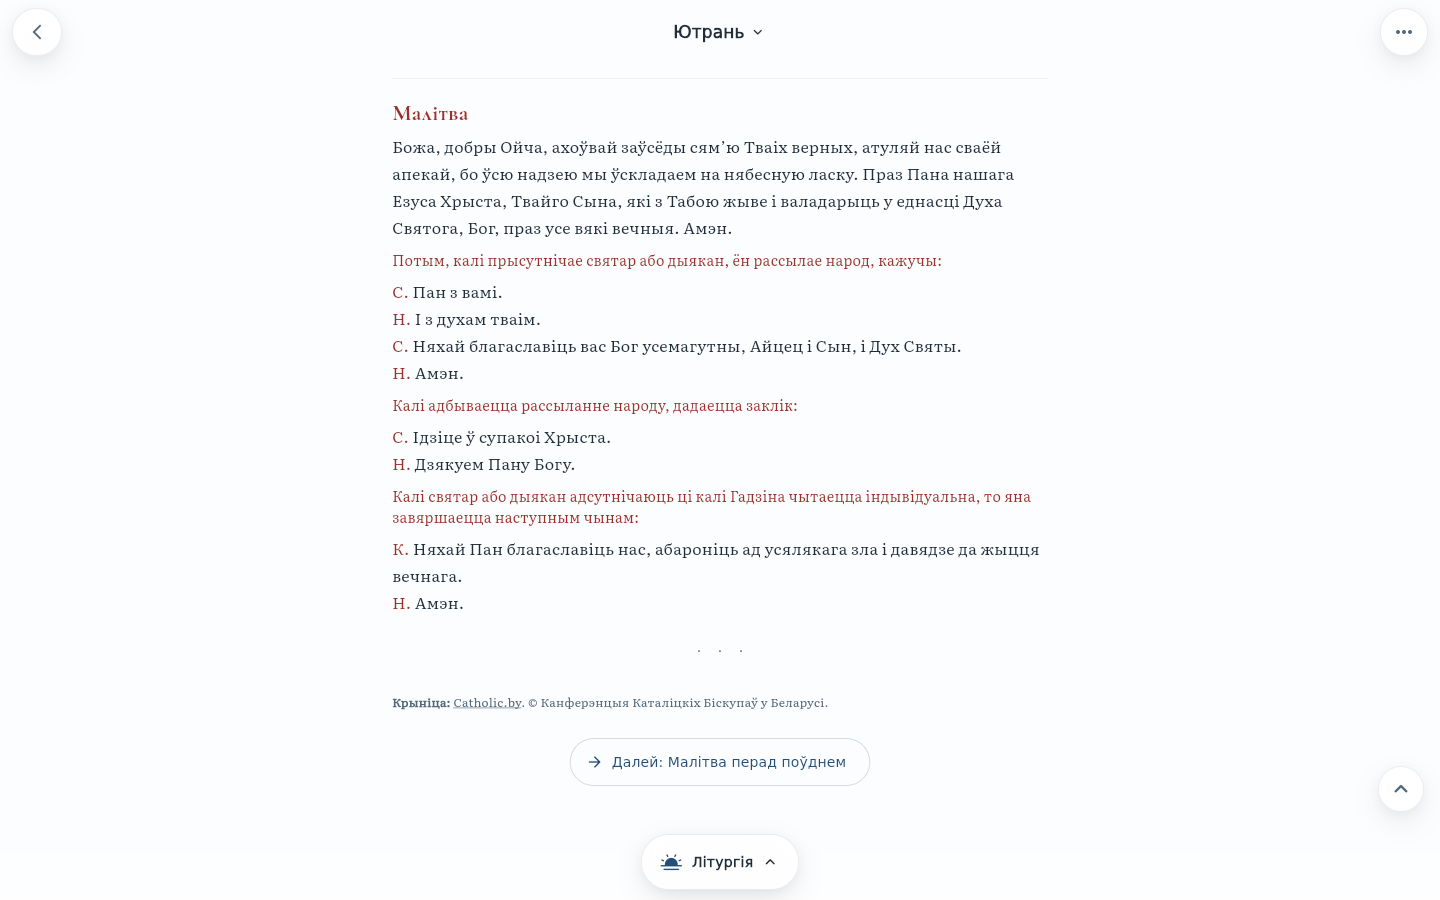 Ютрань
Малітва
Божа, добры Ойча, ахоўвай заўсёды сям’ю Тваіх верных, атуляй нас сваёй
апекай, бо ўсю надзею мы ўскладаем на нябесную ласку. Праз Пана нашага
Езуса Хрыста, Твайго Сына, які з Табою жыве і валадарыць у еднасці Духа
Святога, Бог, праз усе вякі вечныя. Амэн.
Потым, калі прысутнічае святар або дыякан, ён рассылае народ, кажучы:
С. Пан з вамі.
Н. І з духам тваім.
С. Няхай благаславіць вас Бог усемагутны, Айцец і Сын, і Дух Святы.
Н. Амэн.
Калі адбываецца рассыланне народу, дадаецца заклік:
С. Ідзіце ў супакоі Хрыста.
Н. Дзякуем Пану Богу.
Калі святар або дыякан адсутнічаюць ці калі Гадзіна чытаецца індывідуальна, то яна
завяршаецца наступным чынам:
К. Няхай Пан благаславіць нас, абароніць ад усялякага зла і давядзе да жыцця
вечнага.
Н. Амэн.
. . .
Крыніца: Catholic.by. © Канферэнцыя Каталіцкіх Біскупаў у Беларусі.
Далей: Малітва перад поўднем
Літургія